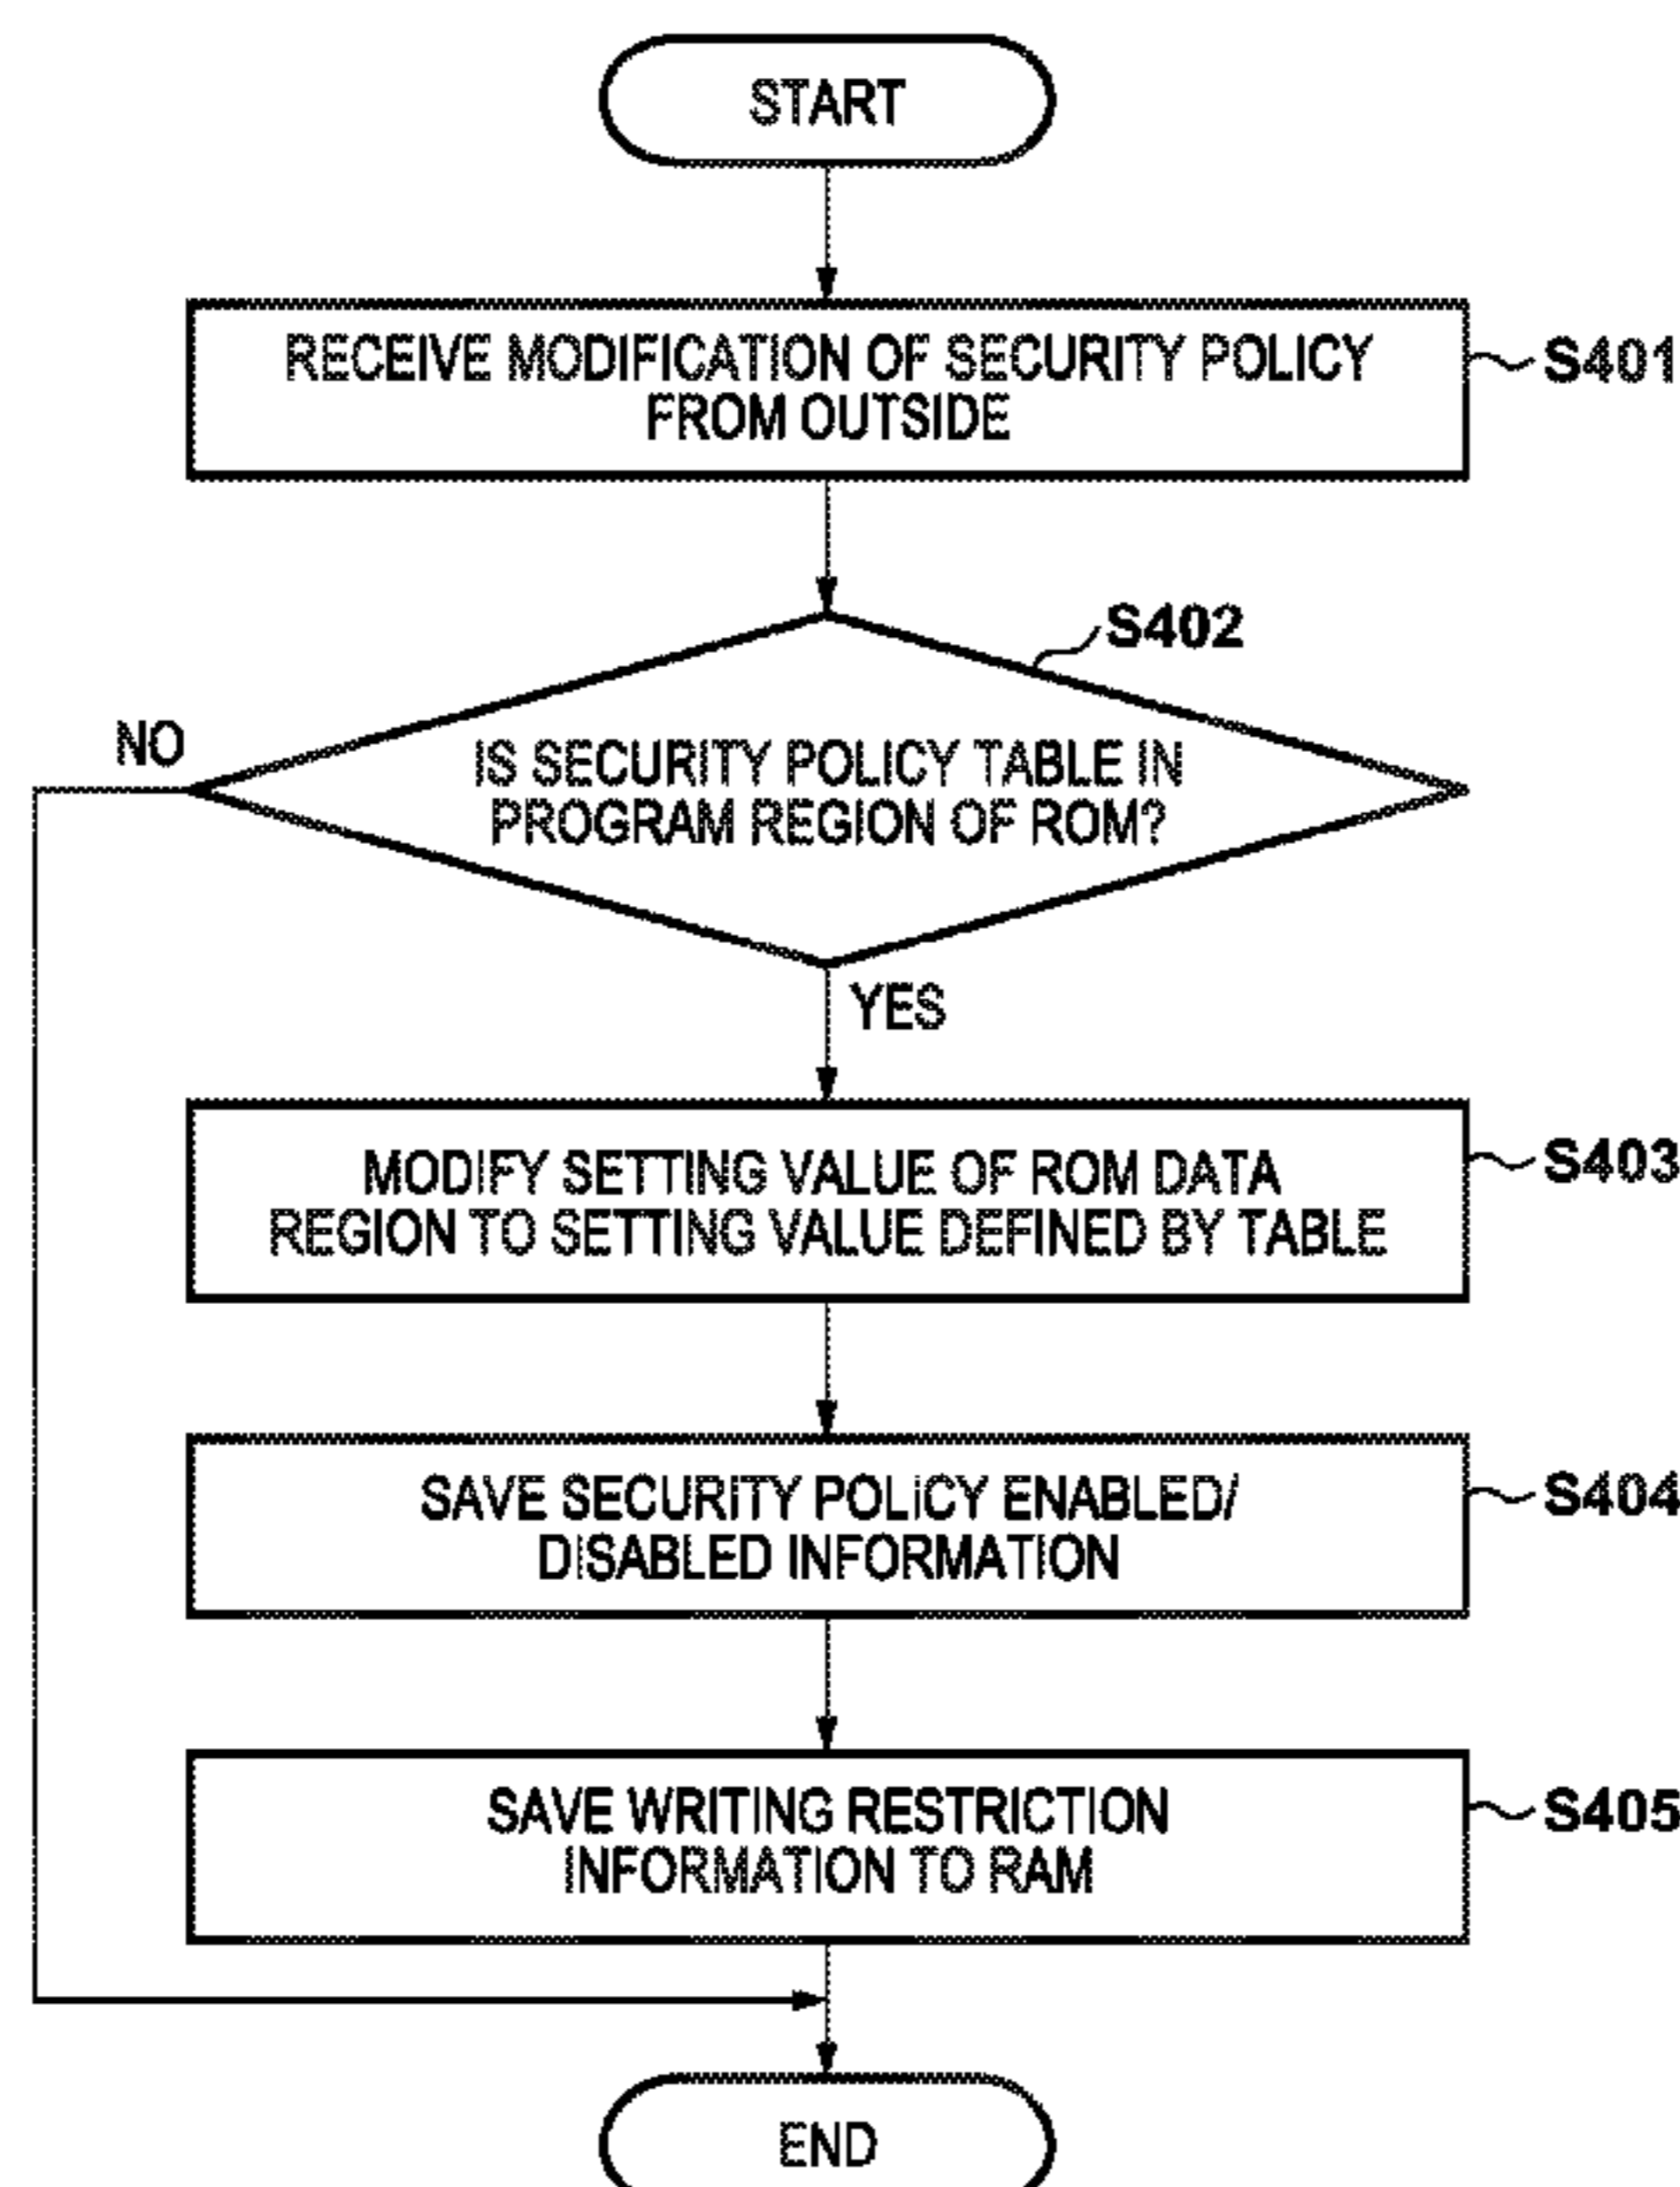 START
RECEIVE MODIFICATION OF SECURITY POLICY
FROM OUTSIDE
S401
S402
NO
IS SECURITY POLICY TABLE IN
PROGRAM REGION OF ROM?
YES
MODIFY SETTING VALUE OF ROM DATA
REGION TO SETTING VALUE DEFINED BY TABLE
S403
SAVE SECURITY POLICY ENABLED/
DISABLED INFORMATION
S404
SAVE WRITING RESTRICTION
INFORMATION TO RAM
S405
END